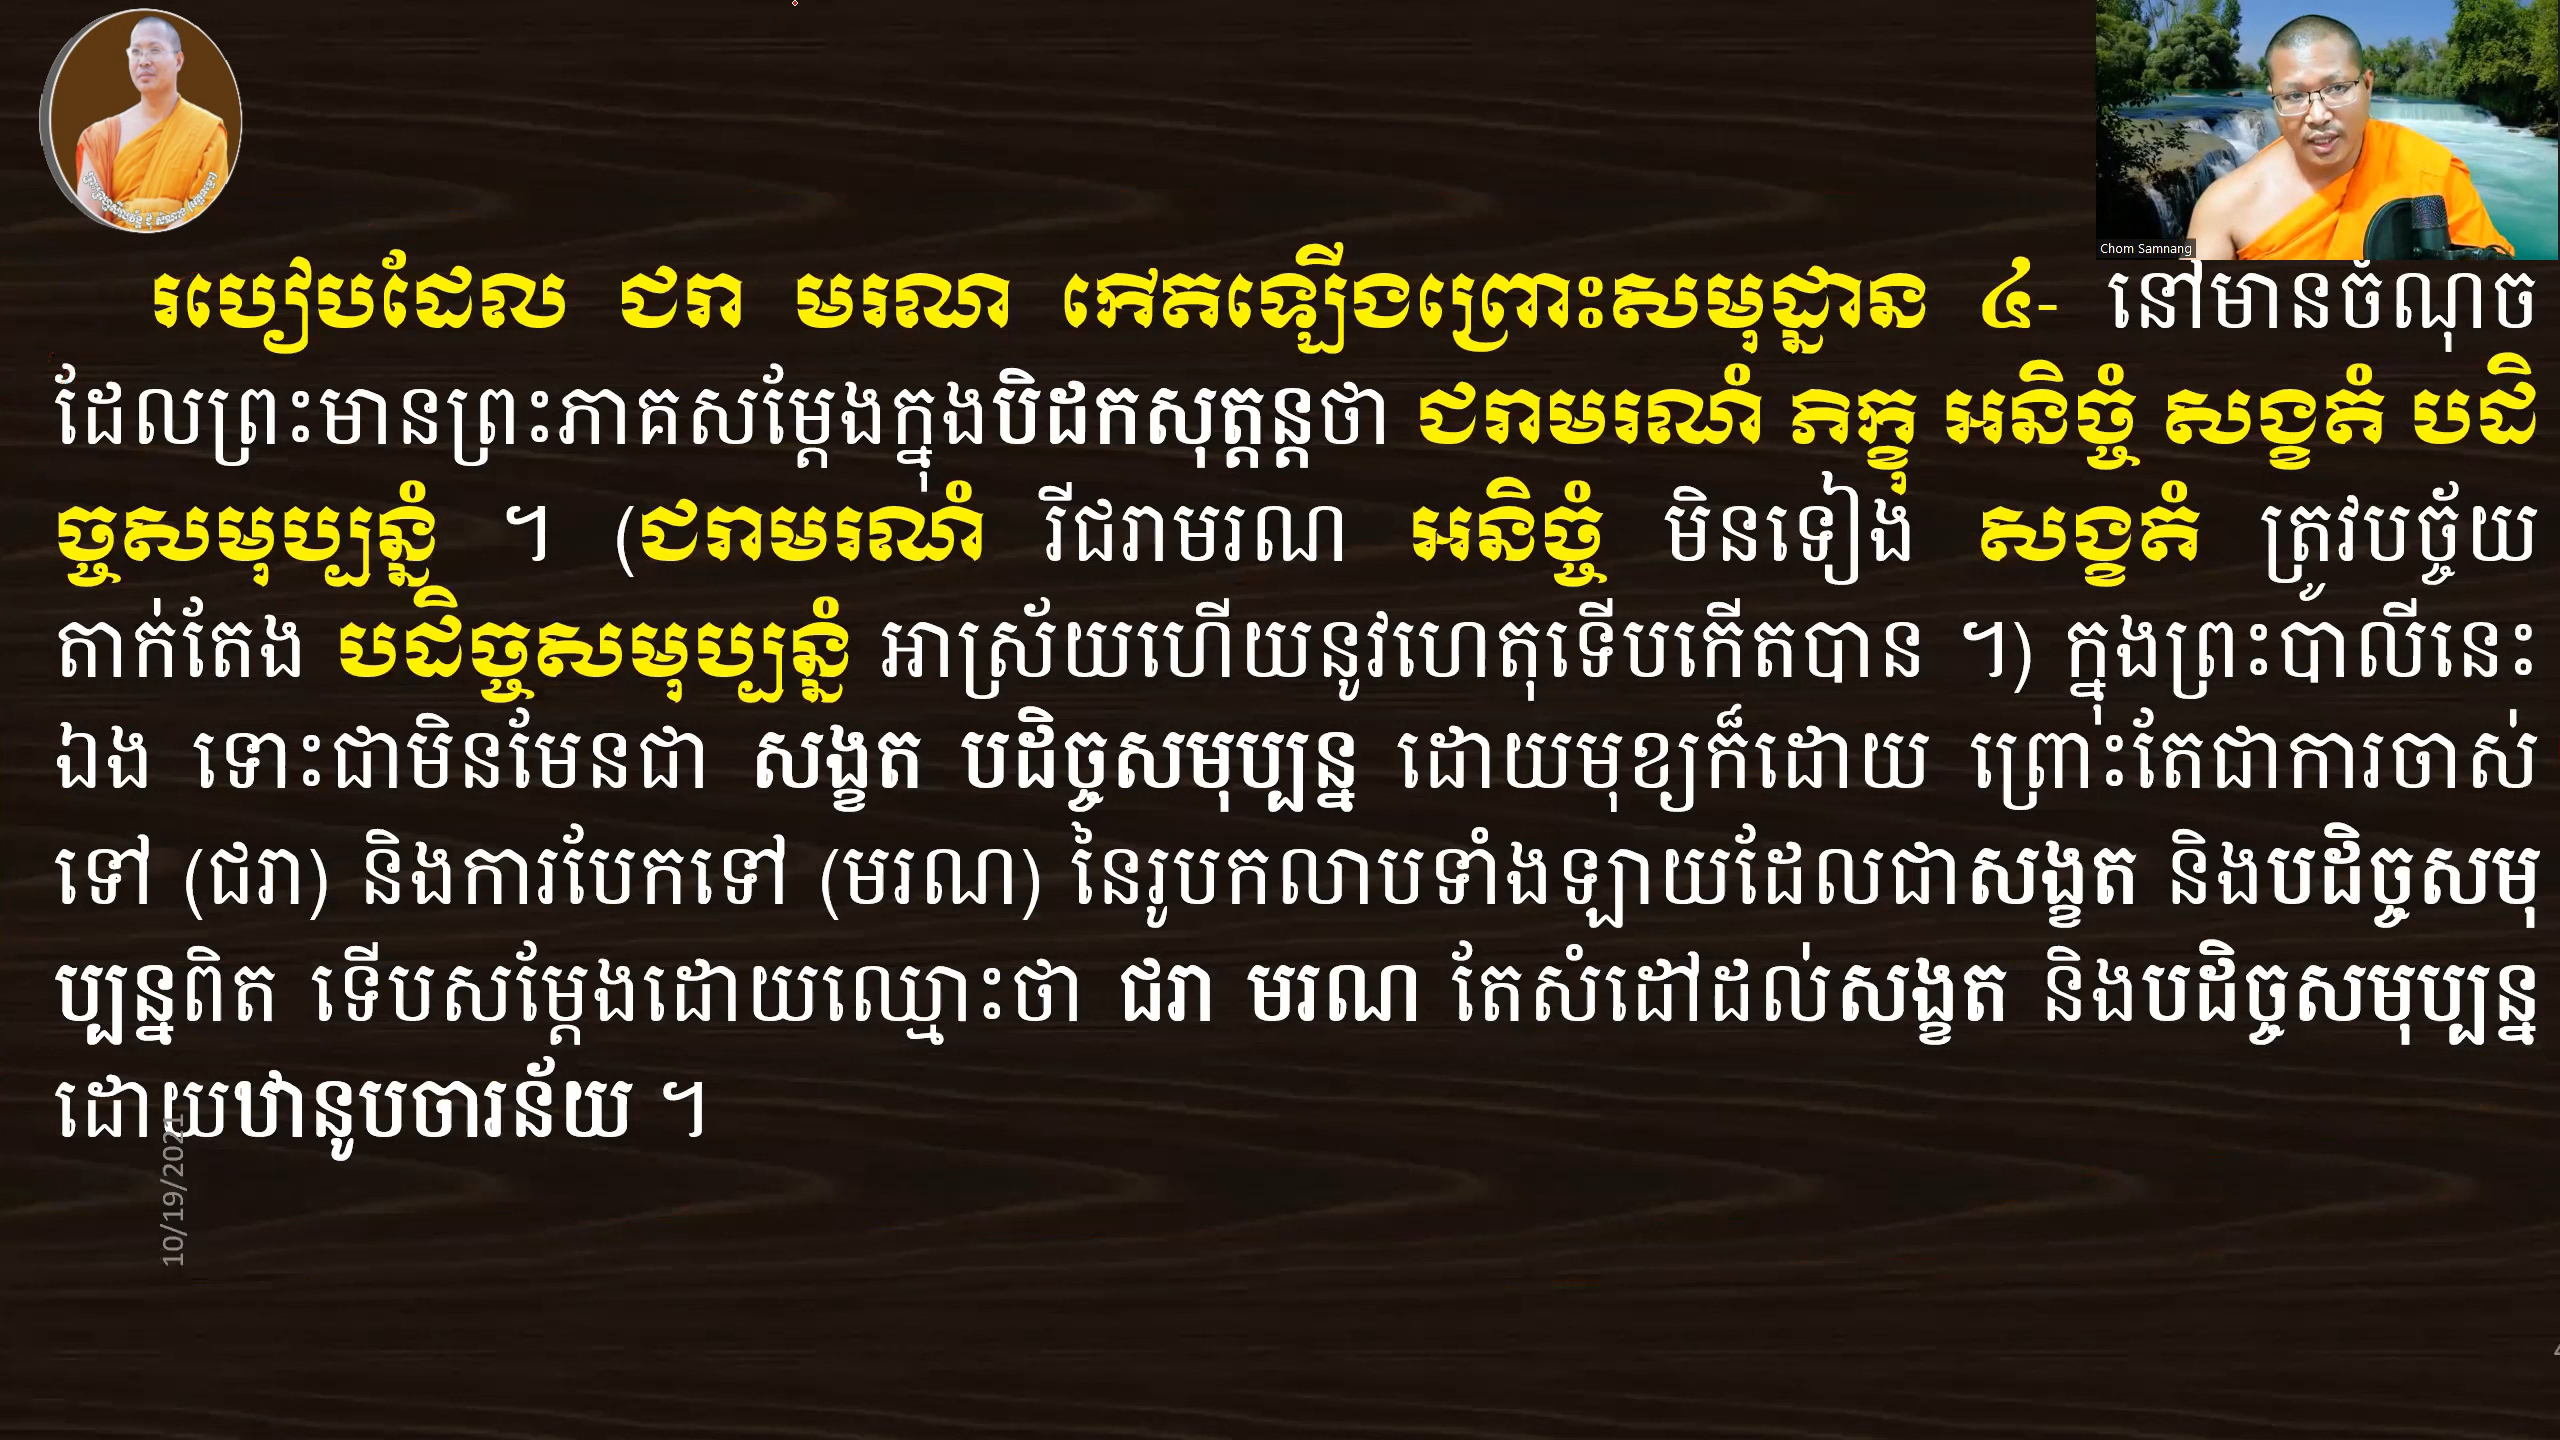 Chom Samnang
របៀបដែល ជរា មរណ កើតឡើងព្រោះសមុដ្ឋាន ៤- នៅមានចំណុច
ដែលព្រះមានព្រះភាគសម្តែងក្នុងបិដកសុត្តន្តថា ជរាមរណំ ភិក្ខុ អនិច្ចំ សង្ខតំ បដិ
ច្ចសមុប្បន្នំ ។ (ជរាមរណំ រីជរាមរណ អនិច្ចំ មិនទៀង សង្ខតំ ត្រូវបច្ច័យ
តាក់តែង បដិច្ចសមុប្បន្នំ អាស្រ័យហើយនូវហេតុទើបកើតបាន ។) ក្នុងព្រះបាលីនេះ
ឯង ទោះជាមិនមែនជា សង្ខត បដិច្ចសមុប្បន្ន ដោយមុខ្យក៏ដោយ ព្រោះតែជាការចាស់
ទៅ (ជរា) និងការបែកទៅ (មរណ) នៃរូបកលាបទាំងឡាយដែលជាសង្ខត និងបដិច្ចសមុ
ប្បន្នពិត ទើបសម្តែងដោយឈ្មោះថា ជរា មរណ តែសំដៅដល់សង្ខត និងបដិច្ចសមុប្បន្ន
ដោយឋានូបចារន័យ ។
10/19/2021